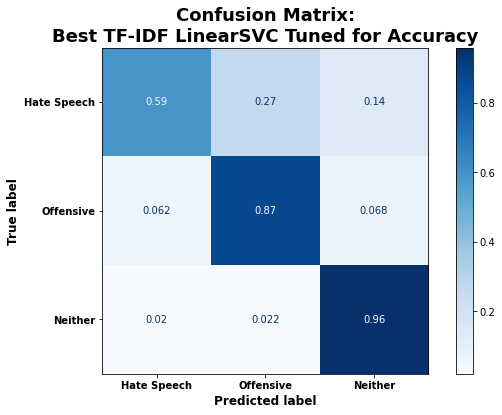 Confusion Matrix:
Best TF-IDF LinearSVC Tuned for Accuracy
Hate Speech 0.59 0.27 0.14
Offensive 0.062 0.87 0.068
Neither 0.02 0.022 0.96
Hate Speech Offensive Neither
Predicted label
True label
0.8
0.6
0.4
0.2